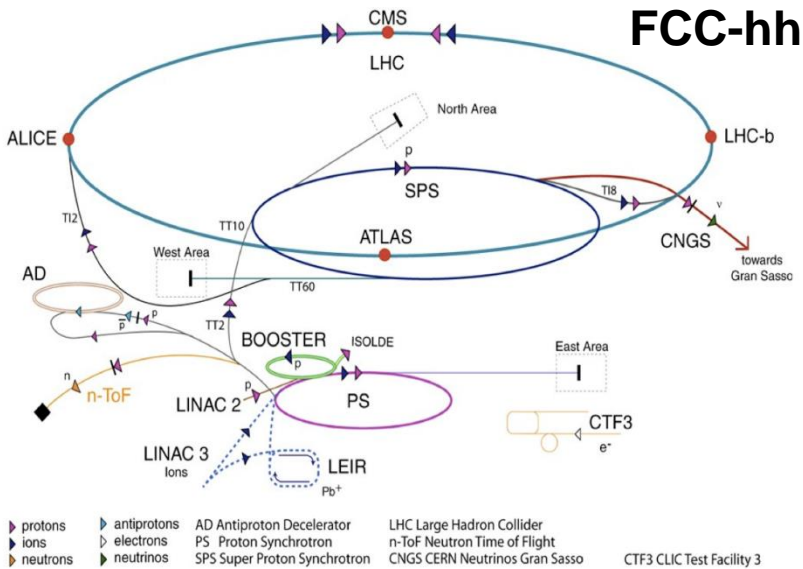 FCC-hh
CMS
LHC
North Area
ALICE
LHC-b
p
SPS
TI8
ν
TT10
TI2
ATLAS
CNGS
West Area
towards
Gran Sasso
AD
TT60
p
p̅
TT2
BOOSTER
ISOLDE
East Area
p
n
n-ToF
p
LINAC 2
PS
CTF3
e-
LINAC 3
Ions
LEIR
Pb+
protons
ions
neutrons
antiprotons
electrons
neutrinos
AD Antiproton Decelerator
PS Proton Synchrotron
SPS Super Proton Synchrotron
LHC Large Hadron Collider
n-ToF Neutron Time of Flight
CNGS CERN Neutrinos Gran Sasso
CTF3 CLIC Test Facility 3